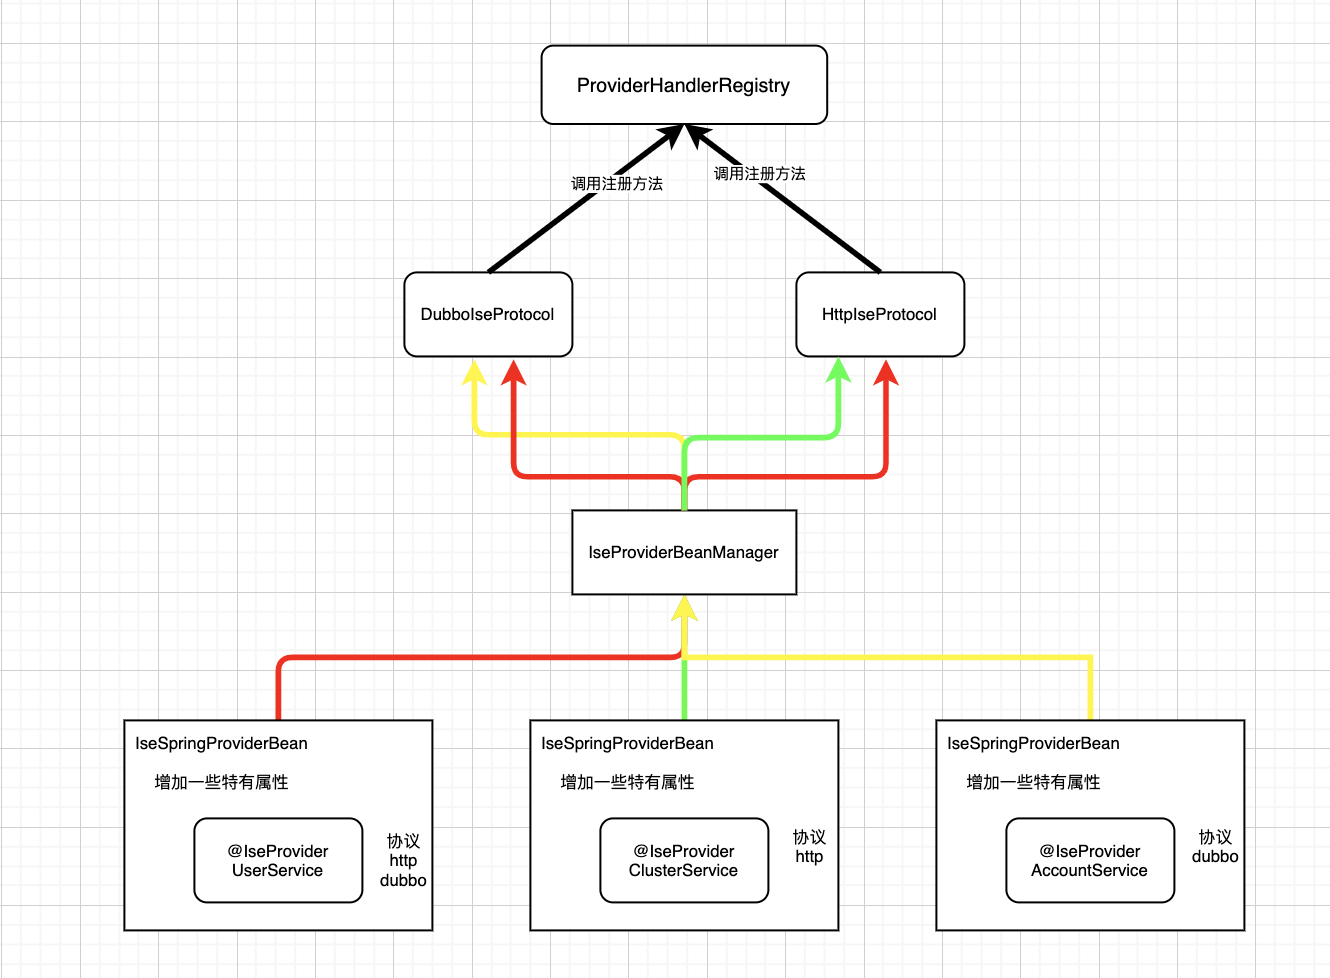 ProviderHandlerRegistry
调用注册方法
调用注册方法
DubboIseProtocol
HttpIseProtocol
IseProviderBeanManager
IseSpringProviderBean
增加一些特有属性
@IseProvider
UserService
协议
http
dubbo
IseSpringProviderBean
增加一些特有属性
@IseProvider
ClusterService
协议
http
IseSpringProviderBean
增加一些特有属性
@IseProvider
AccountService
协议
dubbo